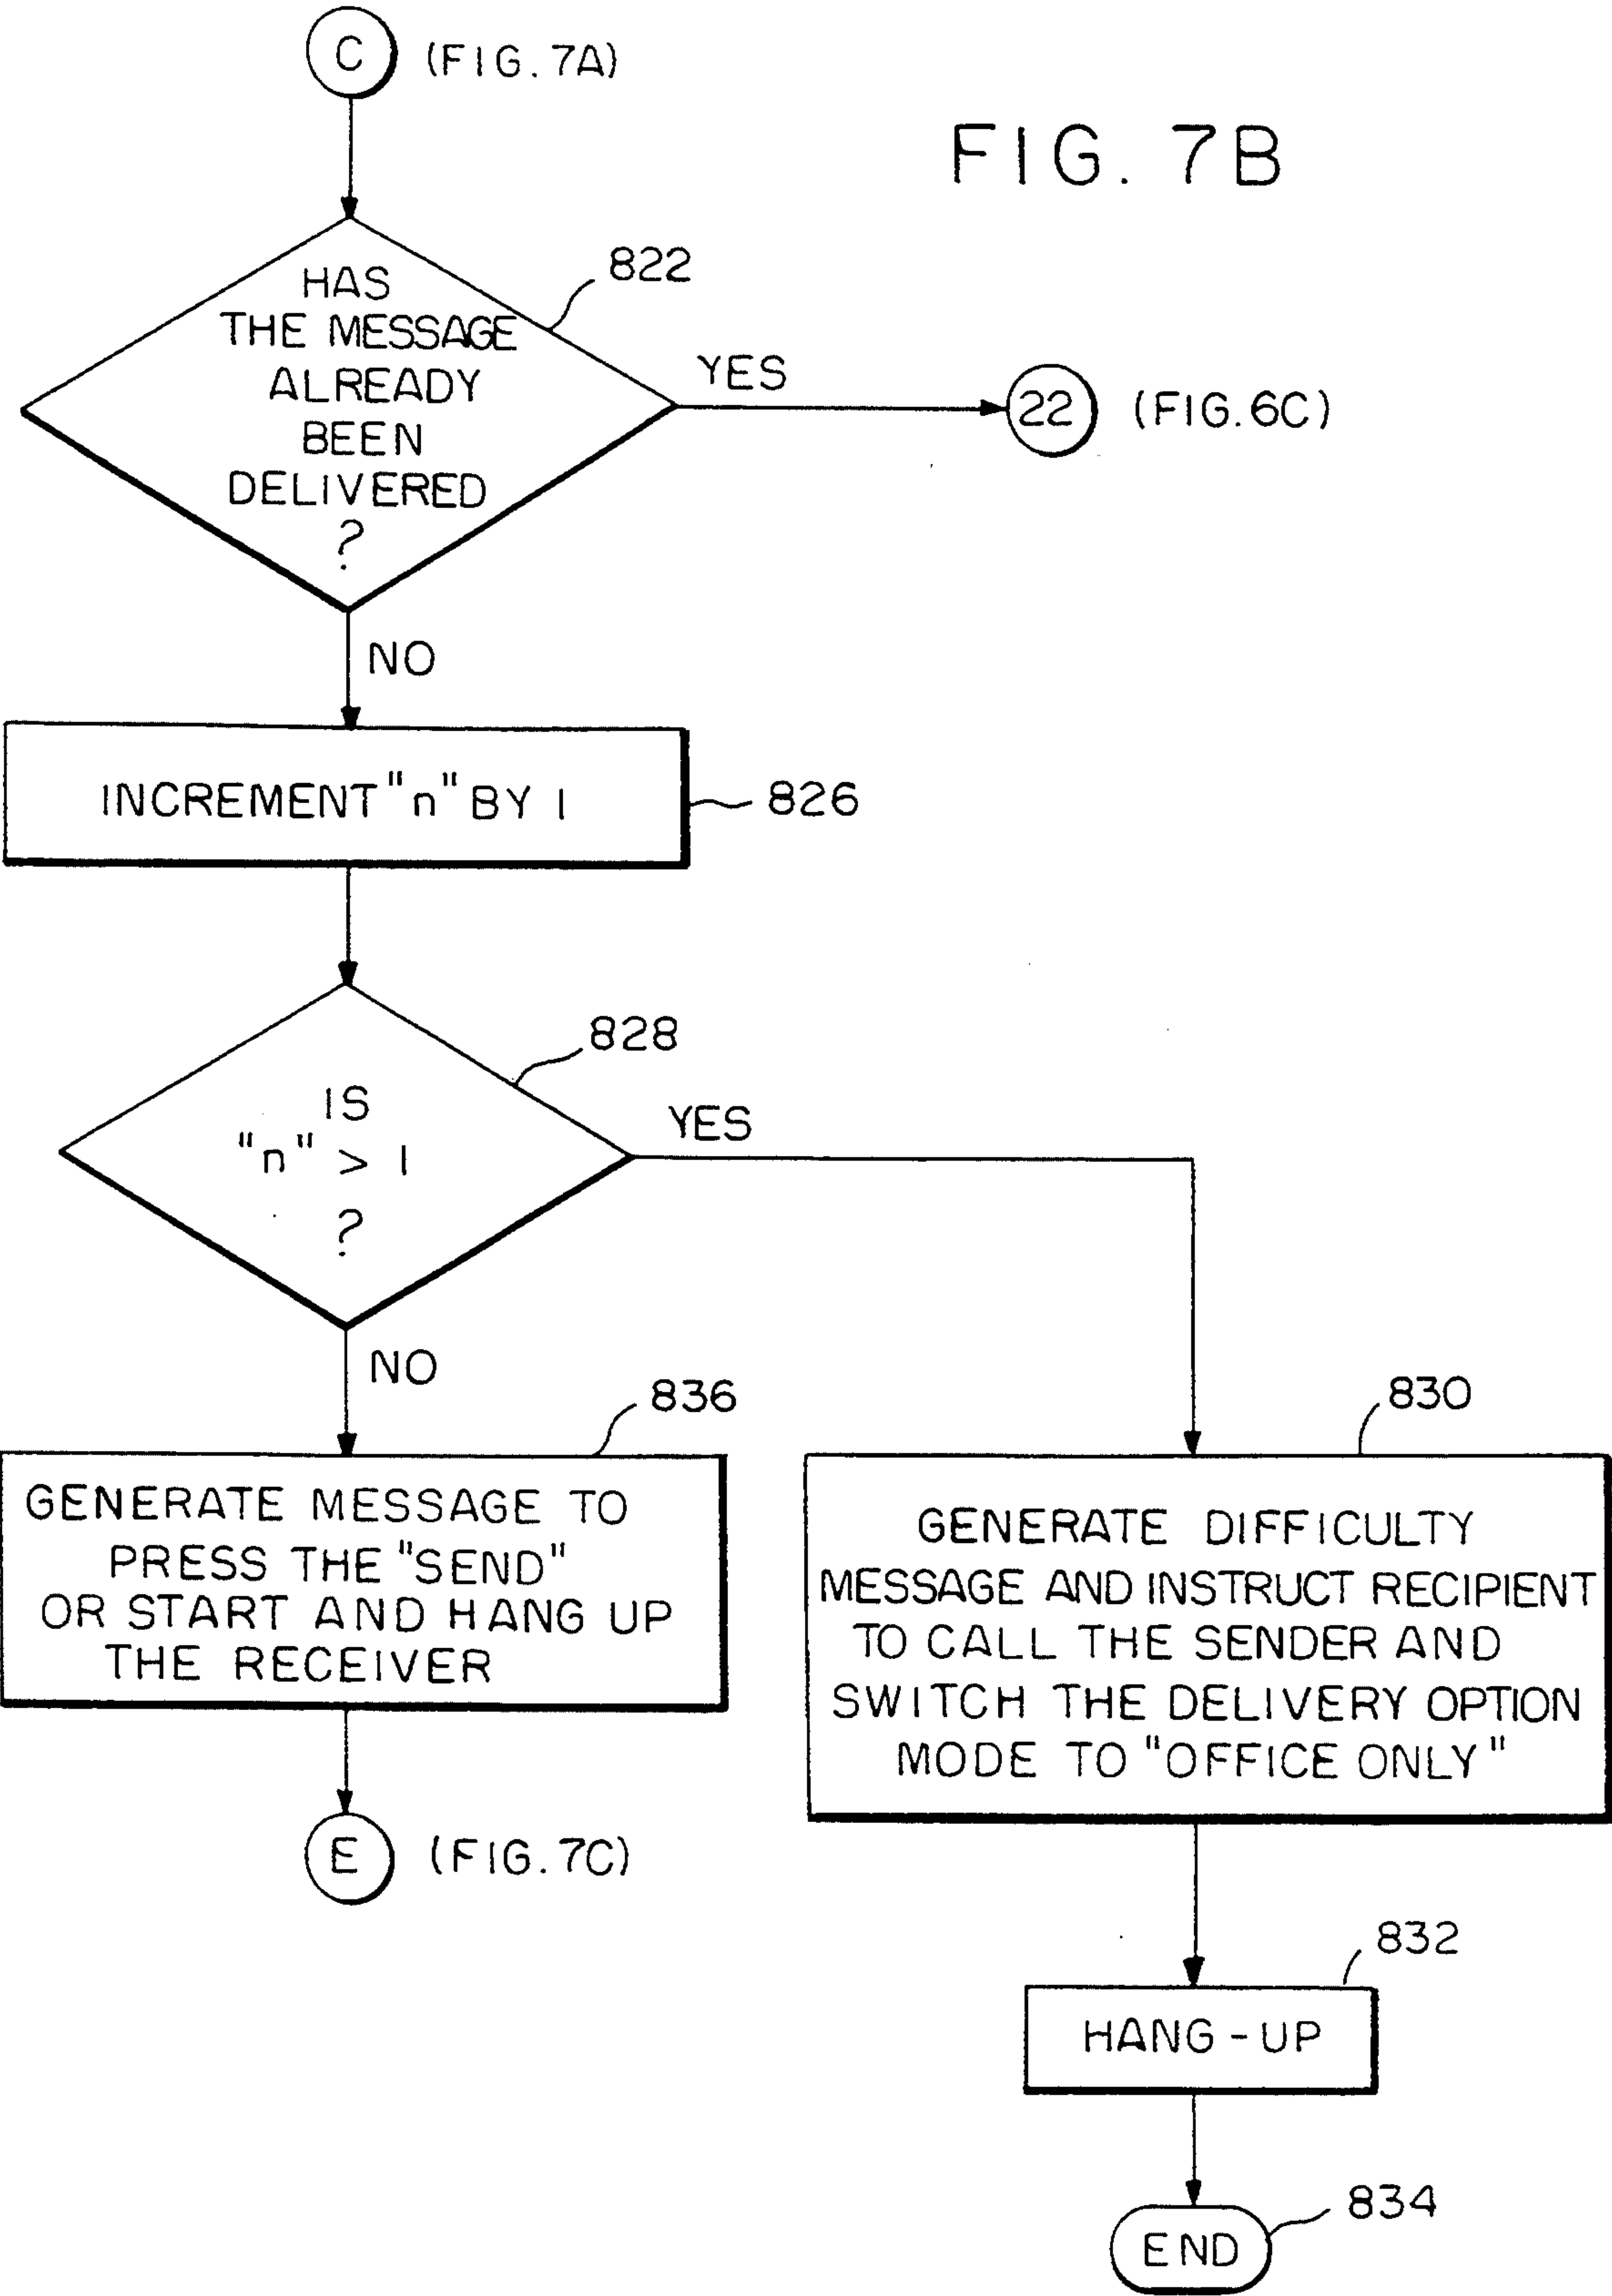 C (FIG. 7A)
FIG. 7B
HAS
THE MESSAGE
ALREADY
BEEN
DELIVERED
?
822
YES
22 (FIG.6C)
NO
INCREMENT "n" BY 1
826
IS
"n" > 1
?
828
YES
NO
836
GENERATE MESSAGE TO
PRESS THE "SEND"
OR START AND HANG UP
THE RECEIVER
E (FIG.7C)
830
GENERATE DIFFICULTY
MESSAGE AND INSTRUCT RECIPIENT
TO CALL THE SENDER AND
SWITCH THE DELIVERY OPTION
MODE TO "OFFICE ONLY"
832
HANG-UP
834
END